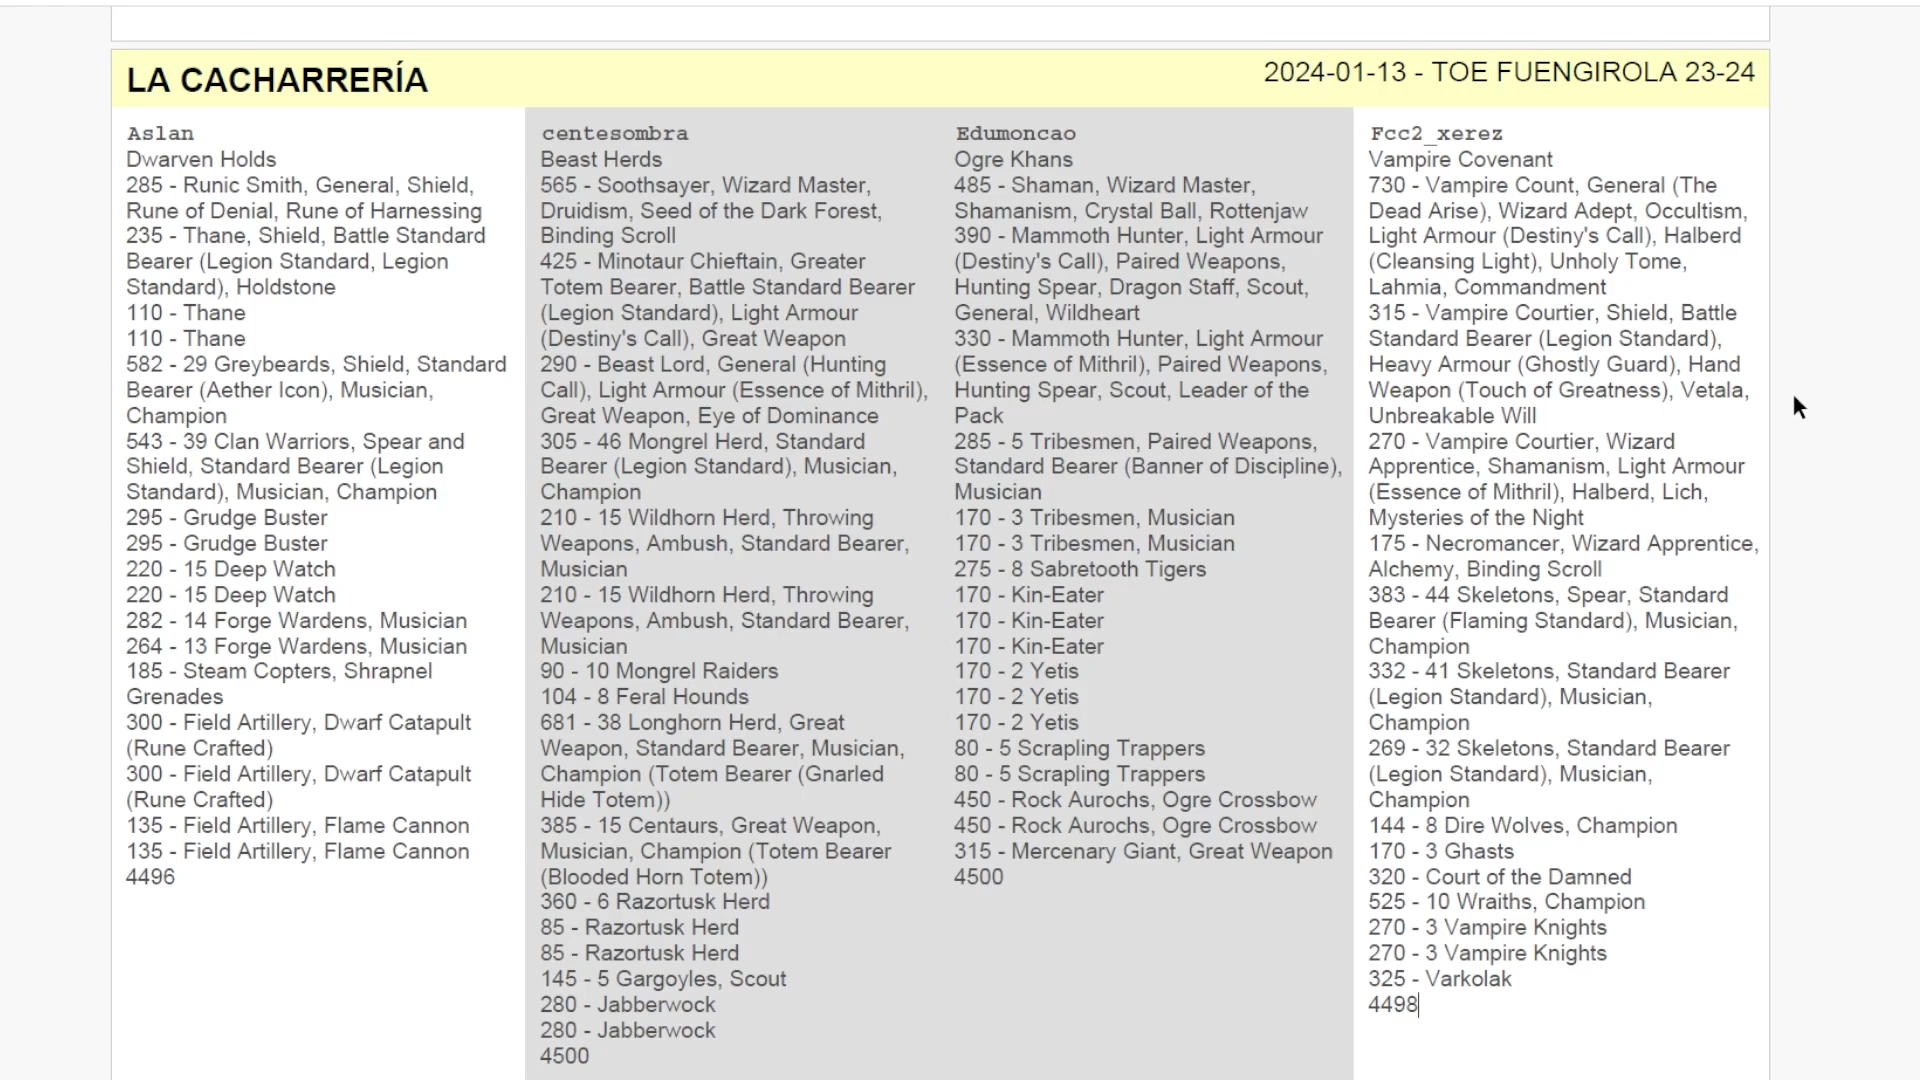 LA CACHARRERÍA
2024-01-13 - TOE FUENGIROLA 23-24
Aslan
Dwarven Holds
285 - Runic Smith, General, Shield,
Rune of Denial, Rune of Harnessing
235 - Thane, Shield, Battle Standard
Bearer (Legion Standard, Legion
Standard), Holdstone
110 - Thane
110 - Thane
582 - 29 Greybeards, Shield, Standard
Bearer (Aether Icon), Musician,
Champion
543 - 39 Clan Warriors, Spear and
Shield, Standard Bearer (Legion
Standard), Musician, Champion
295 - Grudge Buster
295 - Grudge Buster
220 - 15 Deep Watch
220 - 15 Deep Watch
282 - 14 Forge Wardens, Musician
264 - 13 Forge Wardens, Musician
185 - Steam Copters, Shrapnel
Grenades
300 - Field Artillery, Dwarf Catapult
(Rune Crafted)
300 - Field Artillery, Dwarf Catapult
(Rune Crafted)
135 - Field Artillery, Flame Cannon
135 - Field Artillery, Flame Cannon
4496
centesombra
Beast Herds
565 - Soothsayer, Wizard Master,
Druidism, Seed of the Dark Forest,
Binding Scroll
425 - Minotaur Chieftain, Greater
Totem Bearer, Battle Standard Bearer
(Legion Standard), Light Armour
(Destiny's Call), Great Weapon
290 - Beast Lord, General (Hunting
Call), Light Armour (Essence of Mithril),
Great Weapon, Eye of Dominance
305 - 46 Mongrel Herd, Standard
Bearer (Legion Standard), Musician,
Champion
210 - 15 Wildhorn Herd, Throwing
Weapons, Ambush, Standard Bearer,
Musician
210 - 15 Wildhorn Herd, Throwing
Weapons, Ambush, Standard Bearer,
Musician
90 - 10 Mongrel Raiders
104 - 8 Feral Hounds
681 - 38 Longhorn Herd, Great
Weapon, Standard Bearer, Musician,
Champion (Totem Bearer (Gnarled
Hide Totem))
385 - 15 Centaurs, Great Weapon,
Musician, Champion (Totem Bearer
(Blooded Horn Totem))
360 - 6 Razortusk Herd
85 - Razortusk Herd
85 - Razortusk Herd
145 - 5 Gargoyles, Scout
280 - Jabberwock
280 - Jabberwock
4500
Edumoncao
Ogre Khans
485 - Shaman, Wizard Master,
Shamanism, Crystal Ball, Rottenjaw
390 - Mammoth Hunter, Light Armour
(Destiny's Call), Paired Weapons,
Hunting Spear, Dragon Staff, Scout,
General, Wildheart
330 - Mammoth Hunter, Light Armour
(Essence of Mithril), Paired Weapons,
Hunting Spear, Scout, Leader of the
Pack
285 - 5 Tribesmen, Paired Weapons,
Standard Bearer (Banner of Discipline),
Musician
170 - 3 Tribesmen, Musician
170 - 3 Tribesmen, Musician
275 - 8 Sabretooth Tigers
170 - Kin-Eater
170 - Kin-Eater
170 - Kin-Eater
170 - 2 Yetis
170 - 2 Yetis
170 - 2 Yetis
80 - 5 Scrapling Trappers
80 - 5 Scrapling Trappers
450 - Rock Aurochs, Ogre Crossbow
450 - Rock Aurochs, Ogre Crossbow
315 - Mercenary Giant, Great Weapon
4500
Fcc2_xerez
Vampire Covenant
730 - Vampire Count, General (The
Dead Arise), Wizard Adept, Occultism,
Light Armour (Destiny's Call), Halberd
(Cleansing Light), Unholy Tome,
Lahmia, Commandment
315 - Vampire Courtier, Shield, Battle
Standard Bearer (Legion Standard),
Heavy Armour (Ghostly Guard), Hand
Weapon (Touch of Greatness), Vetala,
Unbreakable Will
270 - Vampire Courtier, Wizard
Apprentice, Shamanism, Light Armour
(Essence of Mithril), Halberd, Lich,
Mysteries of the Night
175 - Necromancer, Wizard Apprentice,
Alchemy, Binding Scroll
383 - 44 Skeletons, Spear, Standard
Bearer (Flaming Standard), Musician,
Champion
332 - 41 Skeletons, Standard Bearer
(Legion Standard), Musician,
Champion
269 - 32 Skeletons, Standard Bearer
(Legion Standard), Musician,
Champion
144 - 8 Dire Wolves, Champion
170 - 3 Ghasts
320 - Court of the Damned
525 - 10 Wraiths, Champion
270 - 3 Vampire Knights
270 - 3 Vampire Knights
325 - Varkolak
4498